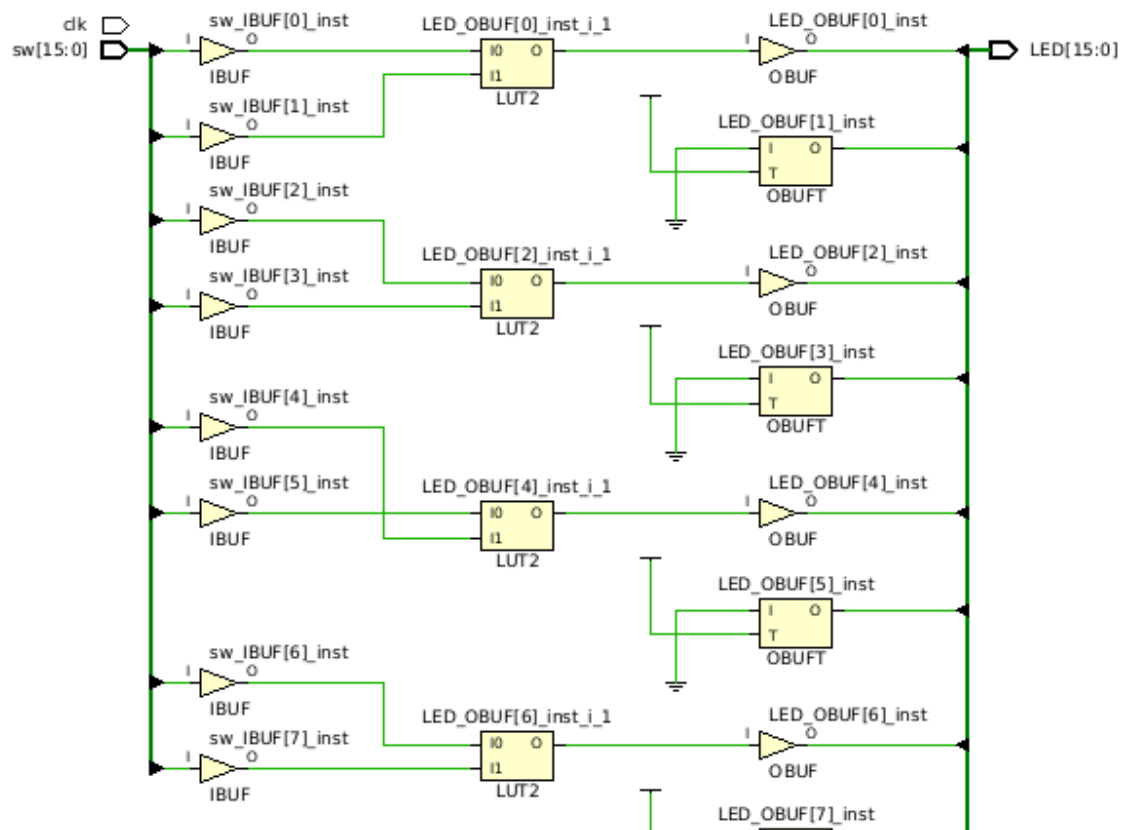 clk
sw[15:0]
sw_IBUF[0]_inst
I
O
IBUF
LED_OBUF[0]_inst_i_1
I0
O
I1
LUT2
LED_OBUF[0]_inst
I
O
OBUF
LED[15:0]
sw_IBUF[1]_inst
I
O
IBUF
LED_OBUF[1]_inst
I
O
T
OBUFT
sw_IBUF[2]_inst
I
O
IBUF
LED_OBUF[2]_inst_i_1
I0
O
I1
LUT2
LED_OBUF[2]_inst
I
O
OBUF
sw_IBUF[3]_inst
I
O
IBUF
LED_OBUF[3]_inst
I
O
T
OBUFT
sw_IBUF[4]_inst
I
O
IBUF
LED_OBUF[4]_inst_i_1
I0
O
I1
LUT2
LED_OBUF[4]_inst
I
O
OBUF
sw_IBUF[5]_inst
I
O
IBUF
LED_OBUF[5]_inst
I
O
T
OBUFT
sw_IBUF[6]_inst
I
O
IBUF
LED_OBUF[6]_inst_i_1
I0
O
I1
LUT2
LED_OBUF[6]_inst
I
O
OBUF
sw_IBUF[7]_inst
I
O
IBUF
LED_OBUF[7]_inst